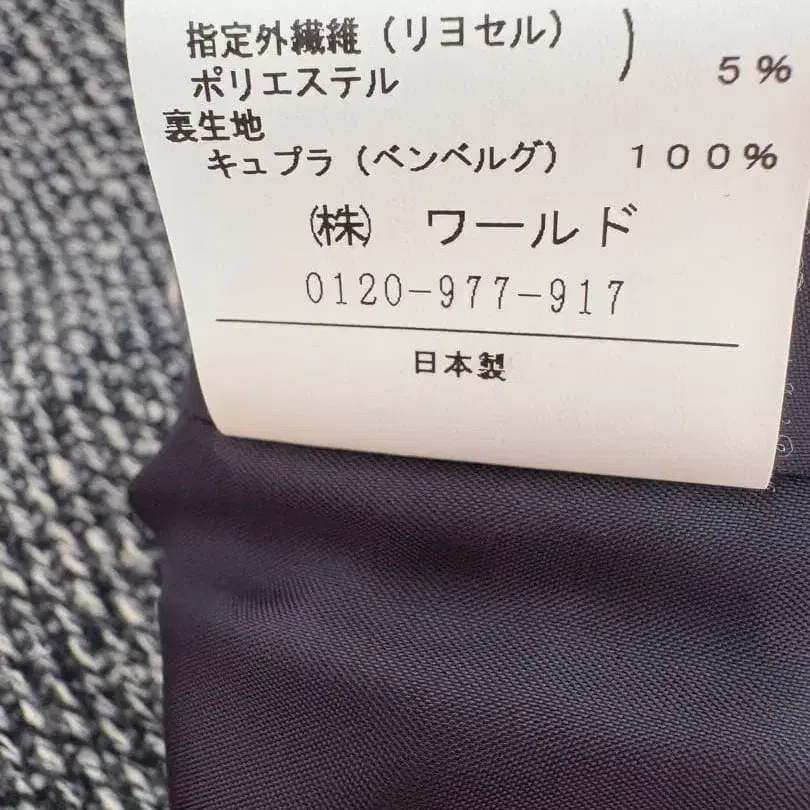 指定外繊維（リヨセル）)
ポリエステル 5%
裏生地
キュプラ（ベンベルグ） 100%
㈱ ワールド
0120-977-917
日本製